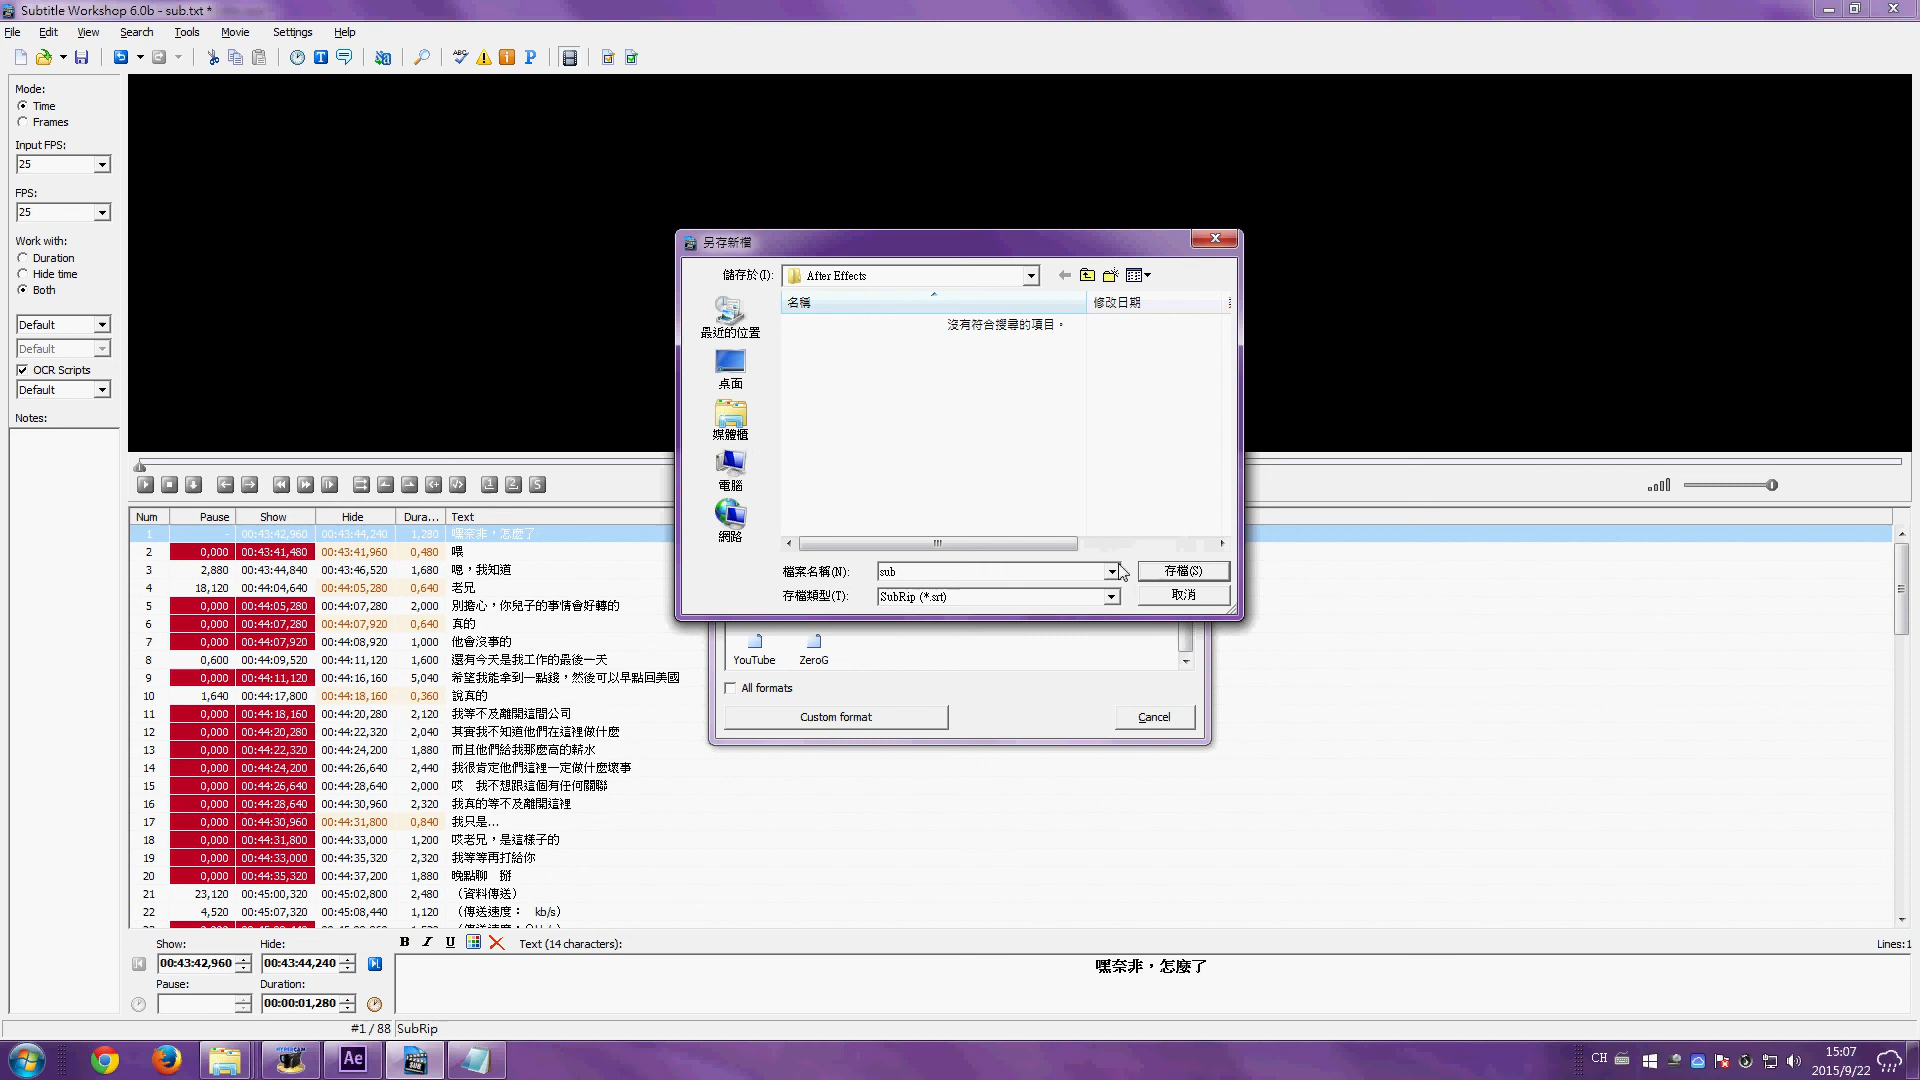 Subtitle Workshop 6.0b - sub.txt *
File Edit View Search Tools Movie Settings Help
Mode:
Time
Frames
Input FPS:
25
FPS:
25
Work with:
Duration
Hide time
Both
Default
Default
OCR Scripts
Default
Notes:
另存新檔
儲存於(I): After Effects
名稱 修改日期
沒有符合搜尋的項目。
最近的位置
桌面
媒體櫃
電腦
網路
檔案名稱(N): sub 存檔(S)
存檔類型(T): SubRip (*.srt) 取消
YouTube ZeroG
All formats
Custom format Cancel
Num Pause Show Hide Dura... Text
1 - 00:43:42,960 00:43:44,240 1,280 嘿奈非，怎麼了
2 0,000 00:43:41,480 00:43:41,960 0,480 喂
3 2,880 00:43:44,840 00:43:46,520 1,680 嗯，我知道
4 18,120 00:44:04,640 00:44:05,280 0,640 老兄
5 0,000 00:44:05,280 00:44:07,280 2,000 別擔心，你兒子的事情會好轉的
6 0,000 00:44:07,280 00:44:07,920 0,640 真的
7 0,000 00:44:07,920 00:44:08,920 1,000 他會沒事的
8 0,600 00:44:09,520 00:44:11,120 1,600 還有今天是我工作的最後一天
9 0,000 00:44:11,120 00:44:16,160 5,040 希望我能拿到一點錢，然後可以早點回美國
10 1,640 00:44:17,800 00:44:18,160 0,360 說真的
11 0,000 00:44:18,160 00:44:20,280 2,120 我等不及離開這間公司
12 0,000 00:44:20,280 00:44:22,320 2,040 其實我不知道他們在這裡做什麼
13 0,000 00:44:22,320 00:44:24,200 1,880 而且他們給我那麼高的薪水
14 0,000 00:44:24,200 00:44:26,640 2,440 我很肯定他們這裡一定做什麼壞事
15 0,000 00:44:26,640 00:44:28,640 2,000 哎 我不想跟這個有任何關聯
16 0,000 00:44:28,640 00:44:30,960 2,320 我真的等不及離開這裡
17 0,000 00:44:30,960 00:44:31,800 0,840 我只是...
18 0,000 00:44:31,800 00:44:33,000 1,200 哎老兄，是這樣子的
19 0,000 00:44:33,000 00:44:35,320 2,320 我等等再打給你
20 0,000 00:44:35,320 00:44:37,200 1,880 晚點聊 掰
21 23,120 00:45:00,320 00:45:02,800 2,480 （資料傳送）
22 4,520 00:45:07,320 00:45:08,440 1,120 （傳送速度： kb/s）
Show: Hide: B I U Text (14 characters): Lines:1
00:43:42,960 00:43:44,240 嘿奈非，怎麼了
Pause: Duration:
00:00:01,280
#1 / 88 SubRip
Ae
CH
15:07
2015/9/22